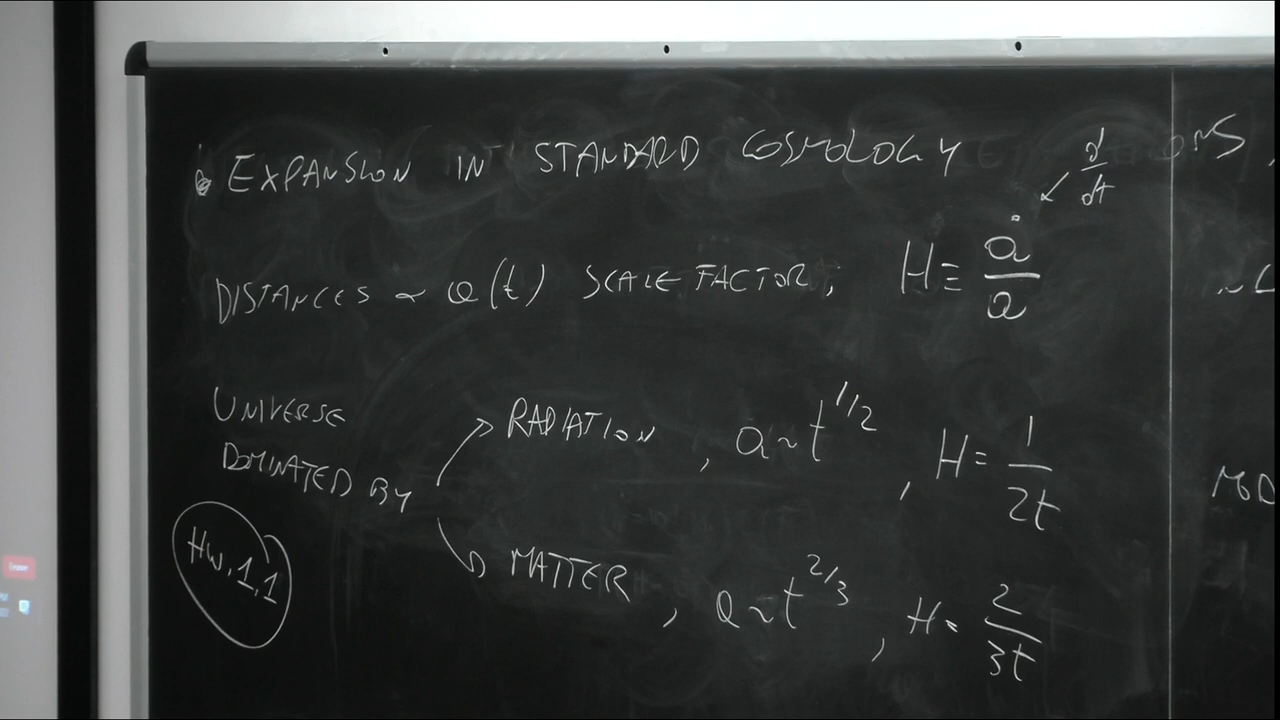 EXPANSION IN STANDARD COSMOLOGY
d/dt
DISTANCES ~ a(t) SCALE FACTOR; H ≡ ȧ/a
UNIVERSE
DOMINATED BY
RADIATION, a~t^1/2, H = 1/2t
MATTER, a~t^2/3, H = 2/3t
HW.1.1